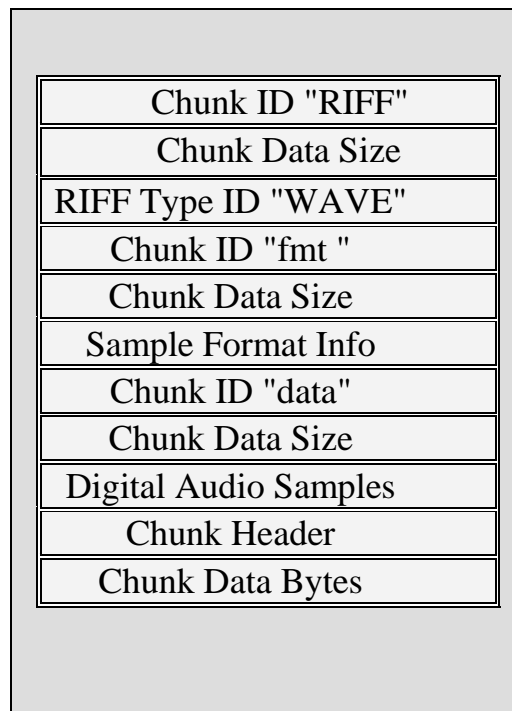 Chunk ID "RIFF"
Chunk Data Size
RIFF Type ID "WAVE"
Chunk ID "fmt "
Chunk Data Size
Sample Format Info
Chunk ID "data"
Chunk Data Size
Digital Audio Samples
Chunk Header
Chunk Data Bytes